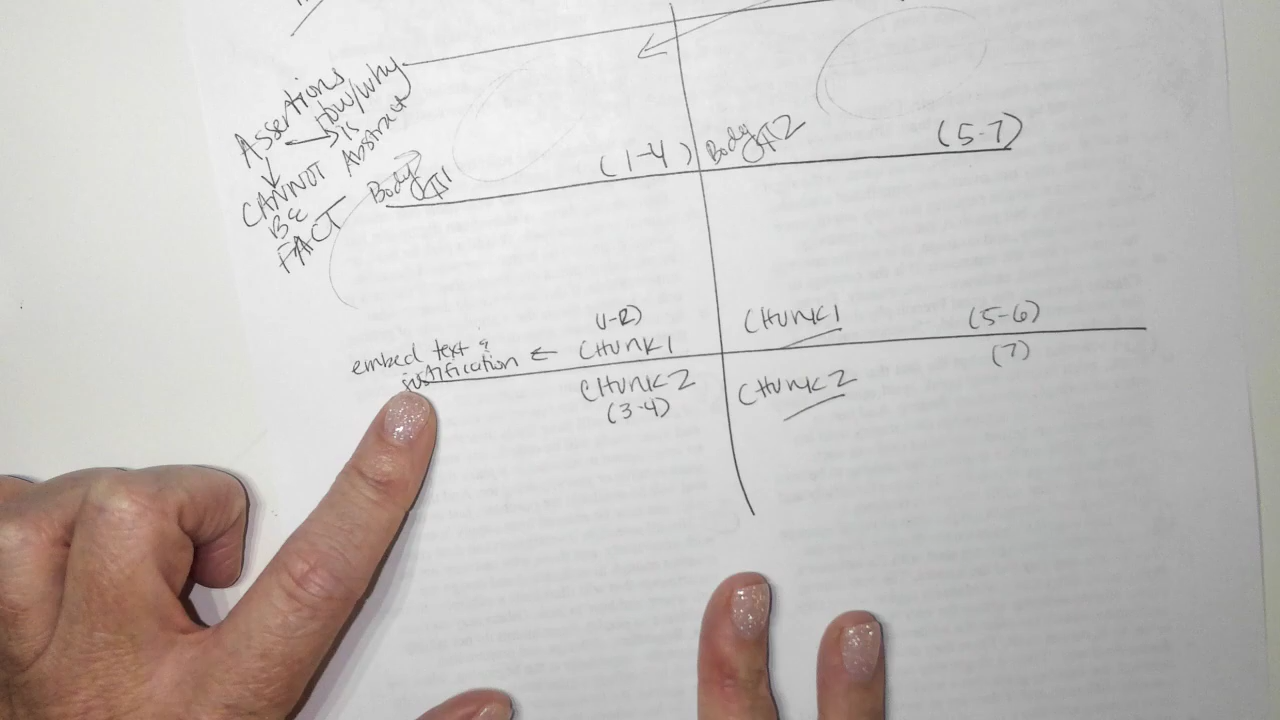 Assertions → how/why
is
Abstract
CANNOT
BE
FACT
Body ¶1
(1-4)
Body ¶2
(5-7)
(1-2)
CHUNK 1
embed text &
justification ←
CHUNK 2
(3-4)
CHUNK 1
(5-6)
(7)
CHUNK 2